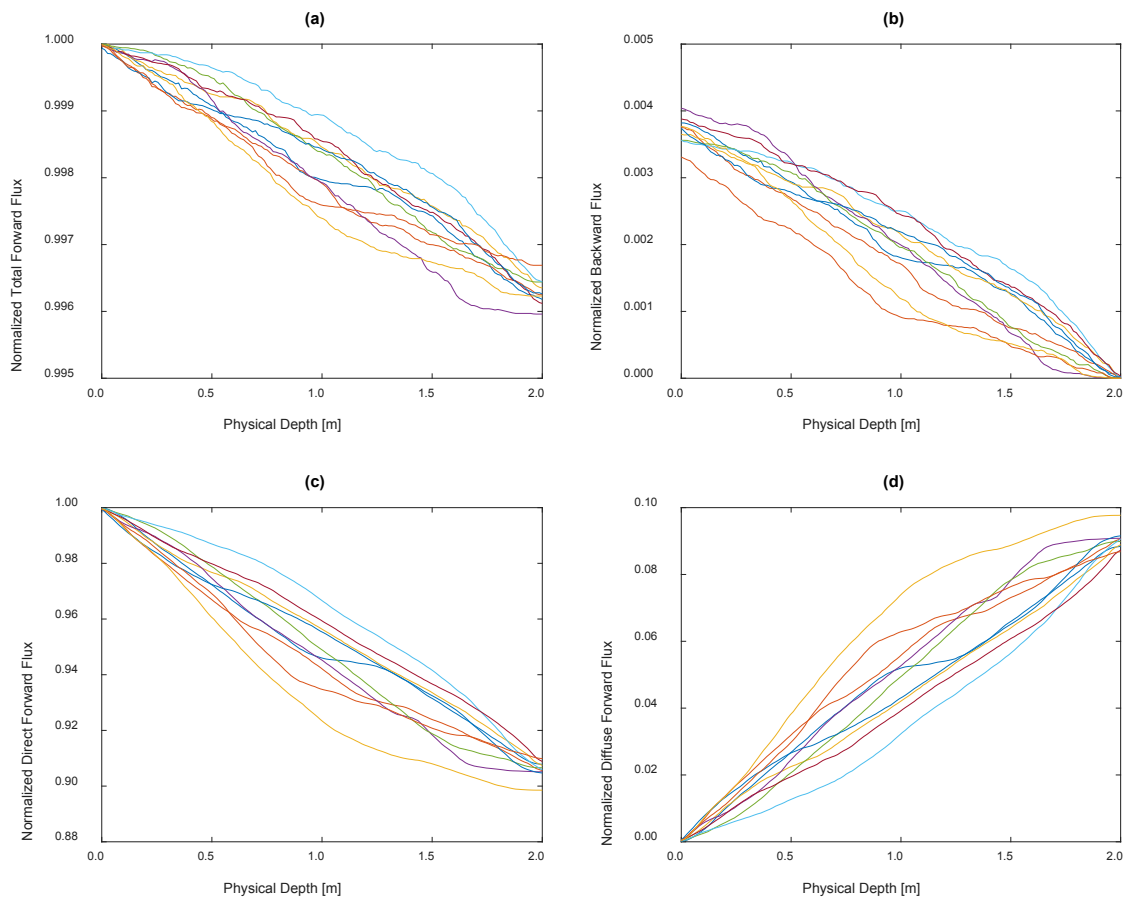 (a)
1.000
0.999
0.998
0.997
0.996
0.995
Normalized Total Forward Flux
0.0 0.5 1.0 1.5 2.0
Physical Depth [m]
(b)
0.005
0.004
0.003
0.002
0.001
0.000
Normalized Backward Flux
0.0 0.5 1.0 1.5 2.0
Physical Depth [m]
(c)
1.00
0.98
0.96
0.94
0.92
0.90
0.88
Normalized Direct Forward Flux
0.0 0.5 1.0 1.5 2.0
Physical Depth [m]
(d)
0.10
0.08
0.06
0.04
0.02
0.00
Normalized Diffuse Forward Flux
0.0 0.5 1.0 1.5 2.0
Physical Depth [m]